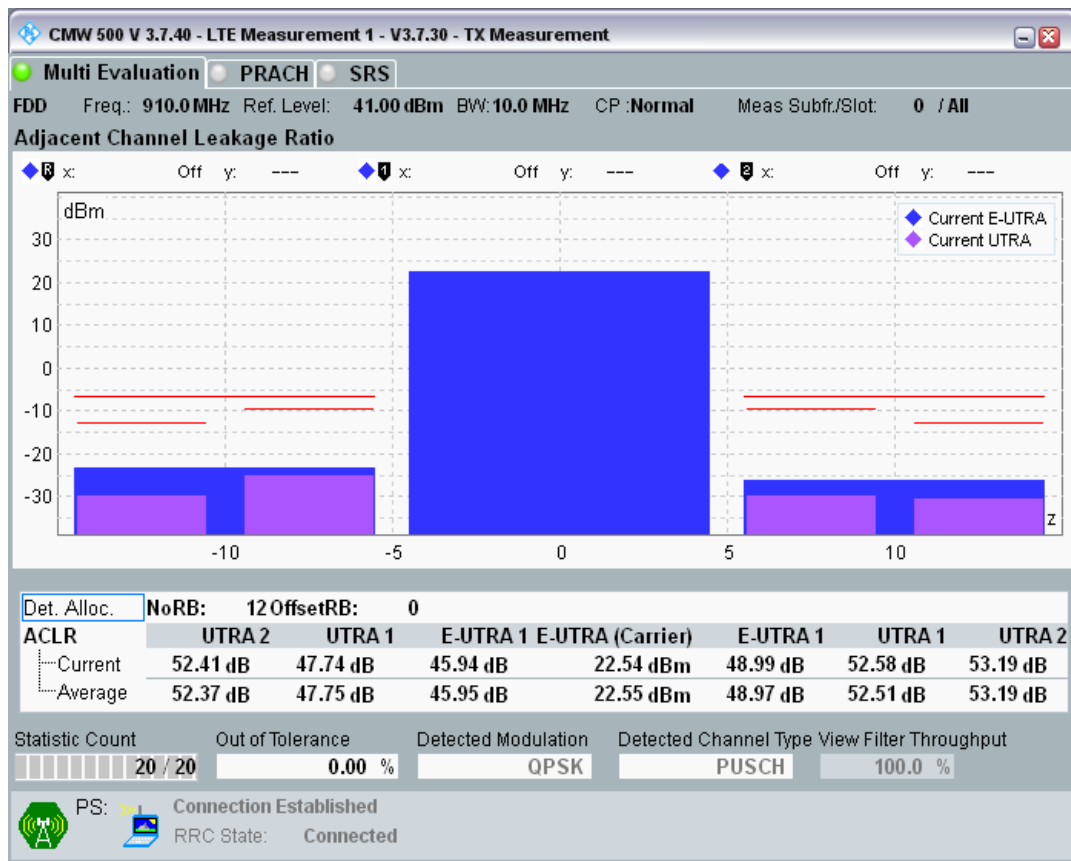 CMW 500 V 3.7.40 - LTE Measurement 1 - V3.7.30 - TX Measurement
Multi Evaluation PRACH SRS
FDD Freq.: 910.0 MHz Ref. Level: 41.00 dBm BW: 10.0 MHz CP :Normal Meas Subfr./Slot: 0 / All
Adjacent Channel Leakage Ratio
R x: Off y: --- 1 x: Off y: --- 2 x: Off y: ---
dBm
Current E-UTRA
Current UTRA
30
20
10
0
-10
-20
-30
z
-10 -5 0 5 10
Det. Alloc. NoRB: 12 OffsetRB: 0
ACLR UTRA 2 UTRA 1 E-UTRA 1 E-UTRA (Carrier) E-UTRA 1 UTRA 1 UTRA 2
Current 52.41 dB 47.74 dB 45.94 dB 22.54 dBm 48.99 dB 52.58 dB 53.19 dB
Average 52.37 dB 47.75 dB 45.95 dB 22.55 dBm 48.97 dB 52.51 dB 53.19 dB
Statistic Count Out of Tolerance Detected Modulation Detected Channel Type View Filter Throughput
20 / 20 0.00 % QPSK PUSCH 100.0 %
PS: Connection Established
RRC State: Connected